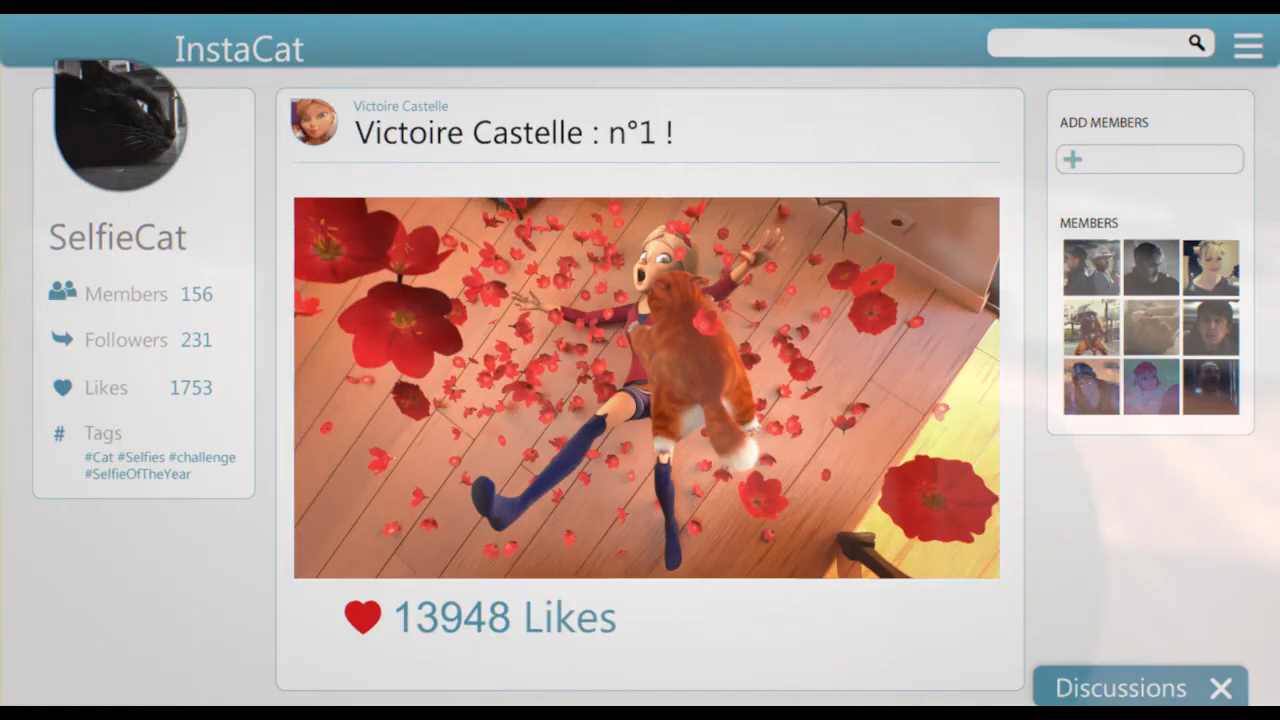 InstaCat
SelfieCat
Members 156
Followers 231
Likes 1753
# Tags
#Cat #Selfies #challenge
#SelfieOfTheYear
Victoire Castelle
Victoire Castelle : n°1 !
13948 Likes
ADD MEMBERS
MEMBERS
Discussions